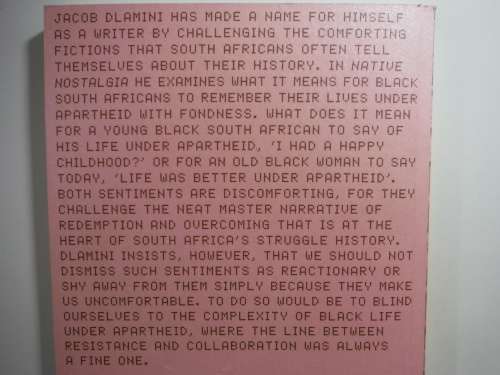 JACOB DLAMINI HAS MADE A NAME FOR HIMSELF
AS A WRITER BY CHALLENGING THE COMFORTING
FICTIONS THAT SOUTH AFRICANS OFTEN TELL
THEMSELVES ABOUT THEIR HISTORY. IN NATIVE
NOSTALGIA HE EXAMINES WHAT IT MEANS FOR BLACK
SOUTH AFRICANS TO REMEMBER THEIR LIVES UNDER
APARTHEID WITH FONDNESS. WHAT DOES IT MEAN
FOR A YOUNG BLACK SOUTH AFRICAN TO SAY OF
HIS LIFE UNDER APARTHEID, 'I HAD A HAPPY
CHILDHOOD?' OR FOR AN OLD BLACK WOMAN TO SAY
TODAY, 'LIFE WAS BETTER UNDER APARTHEID'.
BOTH SENTIMENTS ARE DISCOMFORTING, FOR THEY
CHALLENGE THE NEAT MASTER NARRATIVE OF
REDEMPTION AND OVERCOMING THAT IS AT THE
HEART OF SOUTH AFRICA'S STRUGGLE HISTORY.
DLAMINI INSISTS, HOWEVER, THAT WE SHOULD NOT
DISMISS SUCH SENTIMENTS AS REACTIONARY OR
SHY AWAY FROM THEM SIMPLY BECAUSE THEY MAKE
US UNCOMFORTABLE. TO DO SO WOULD BE TO BLIND
OURSELVES TO THE COMPLEXITY OF BLACK LIFE
UNDER APARTHEID, WHERE THE LINE BETWEEN
RESISTANCE AND COLLABORATION WAS ALWAYS
A FINE ONE.